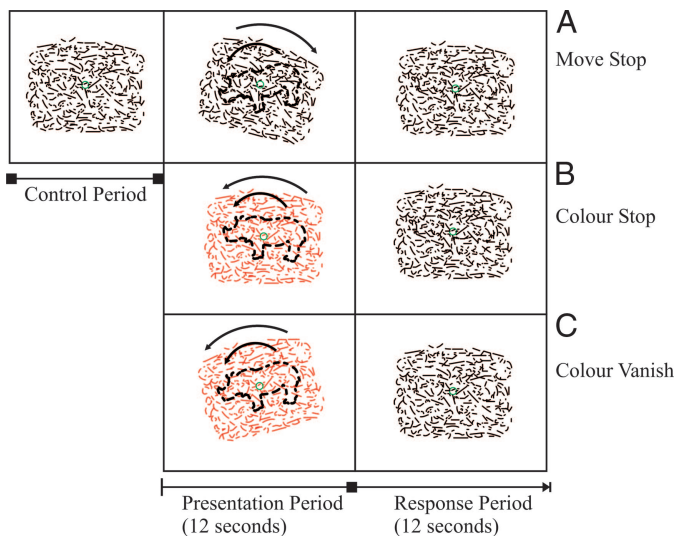 A
Move Stop
Control Period
B
Colour Stop
C
Colour Vanish
Presentation Period
(12 seconds)
Response Period
(12 seconds)